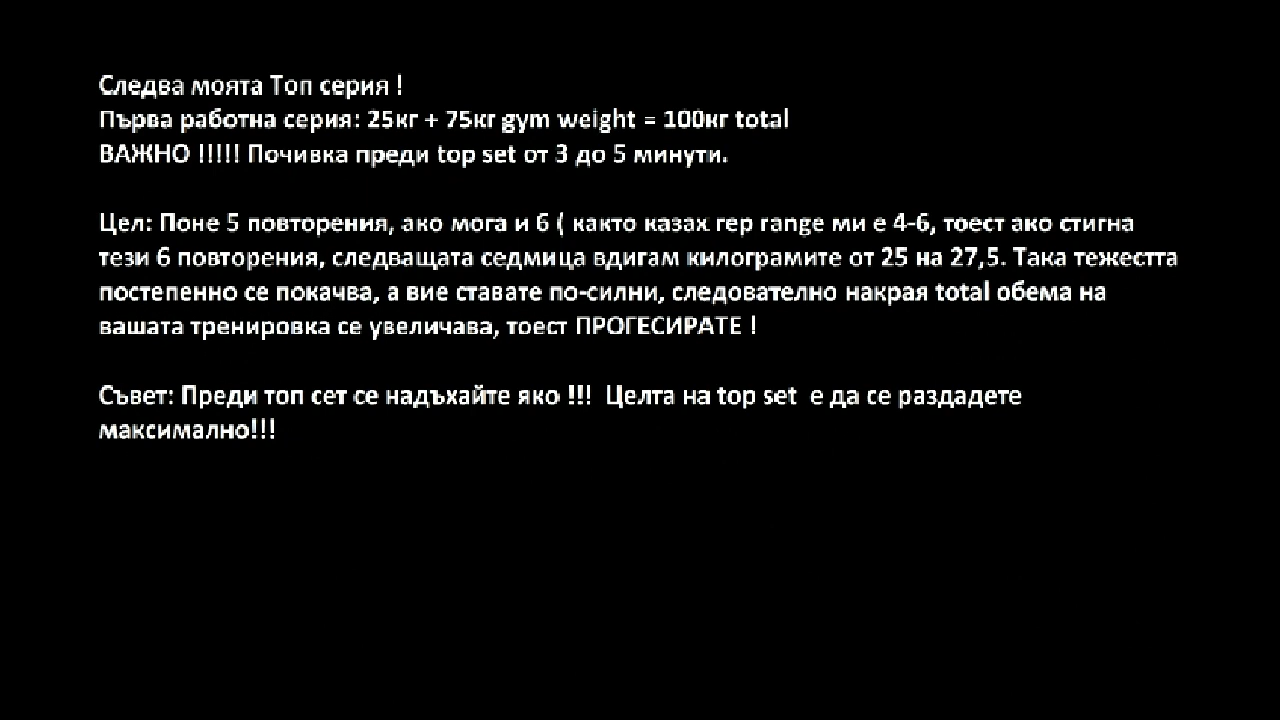 Следва моята Топ серия !
Първа работна серия: 25кг + 75кг gym weight = 100кг total
ВАЖНО !!!!! Почивка преди top set от 3 до 5 минути.
Цел: Поне 5 повторения, ако мога и 6 ( както казах rep range ми е 4-6, тоест ако стигна
тези 6 повторения, следващата седмица вдигам килограмите от 25 на 27,5. Така тежестта
постепенно се покачва, а вие ставате по-силни, следователно накрая total обема на
вашата тренировка се увеличава, тоест ПРОГЕСИРАТЕ !
Съвет: Преди топ сет се надъхайте яко !!!  Целта на top set  е да се раздадете
максимално!!!